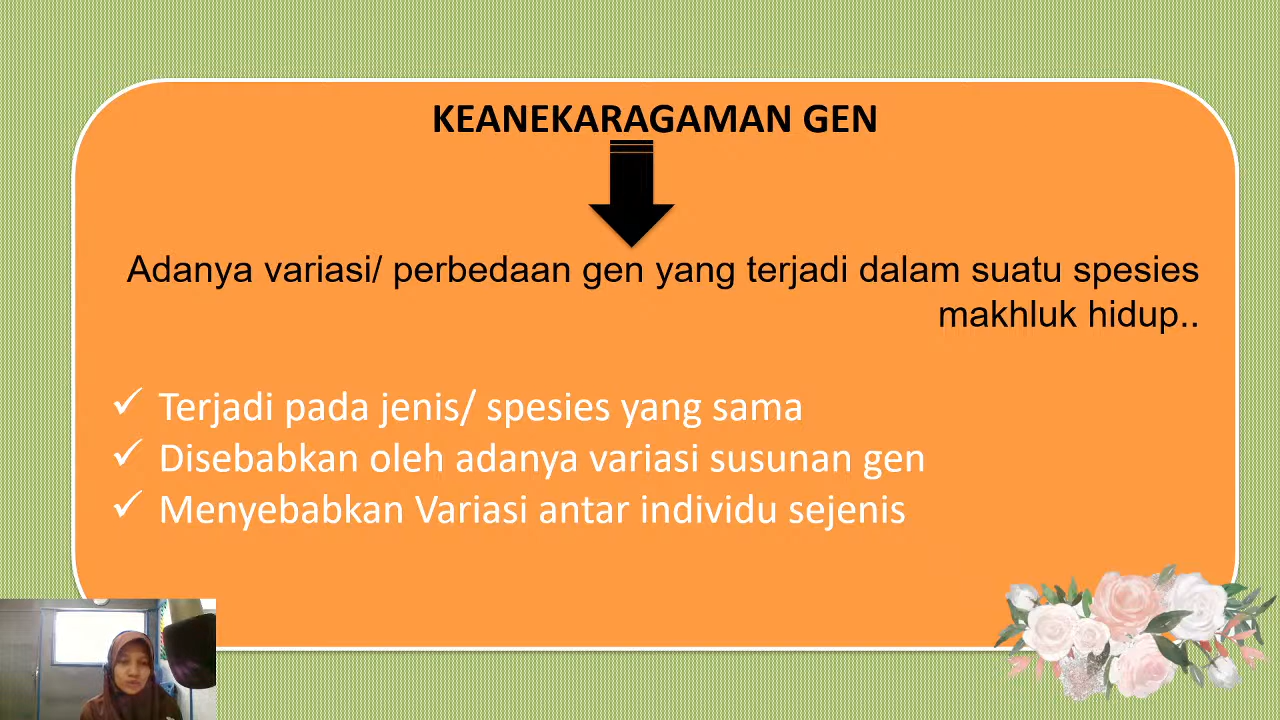 KEANEKARAGAMAN GEN
Adanya variasi/ perbedaan gen yang terjadi dalam suatu spesies
makhluk hidup..
✓ Terjadi pada jenis/ spesies yang sama
✓ Disebabkan oleh adanya variasi susunan gen
✓ Menyebabkan Variasi antar individu sejenis